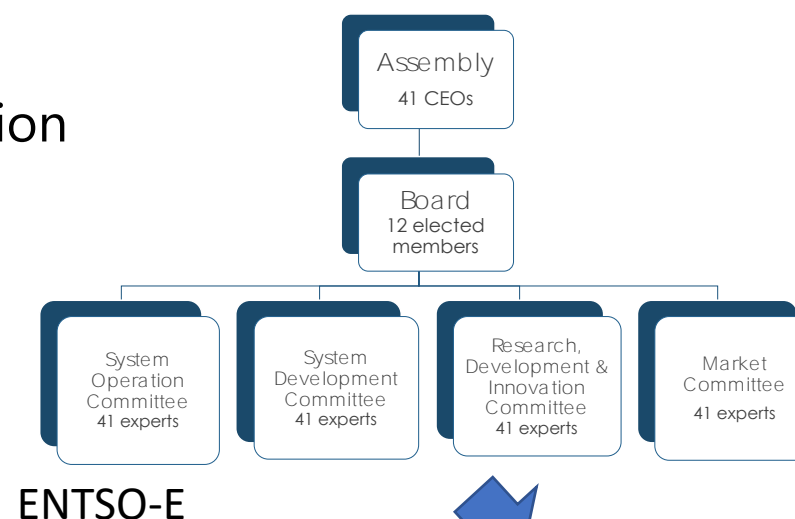 Assembly
41 CEOs
ion
Board
12 elected
members
System
Operation
Committee
41 experts
System
Development
Committee
41 experts
Research,
Development &
Innovation
Committee
41 experts
Market
Committee
41 experts
ENTSO-E